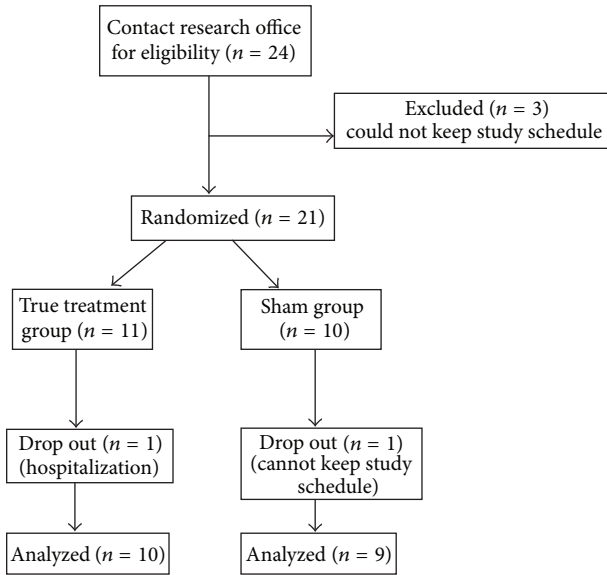 Contact research office
for eligibility (n = 24)
Excluded (n = 3)
could not keep study schedule
Randomized (n = 21)
True treatment
group (n = 11)
Sham group
(n = 10)
Drop out (n = 1)
(hospitalization)
Drop out (n = 1)
(cannot keep study
schedule)
Analyzed (n = 10)
Analyzed (n = 9)